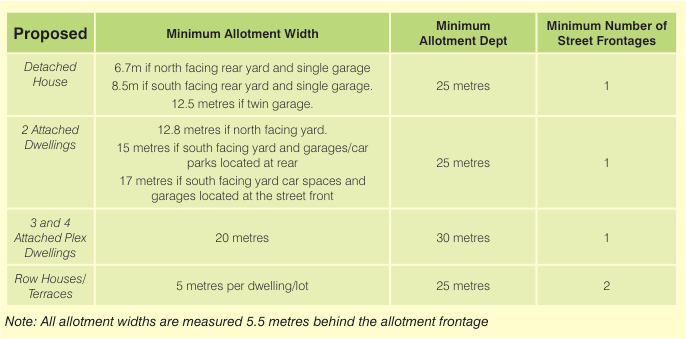 Proposed
Minimum Allotment Width
Minimum
Allotment Dept
Minimum Number of
Street Frontages
Detached
House
6.7m if north facing rear yard and single garage
8.5m if south facing rear yard and single garage.
12.5 metres if twin garage.
25 metres
1
2 Attached
Dwellings
12.8 metres if north facing yard.
15 metres if south facing yard and garages/car
parks located at rear
17 metres if south facing yard car spaces and
garages located at the street front
25 metres
1
3 and 4
Attached Plex
Dwellings
20 metres
30 metres
1
Row Houses/
Terraces
5 metres per dwelling/lot
25 metres
2
Note: All allotment widths are measured 5.5 metres behind the allotment frontage